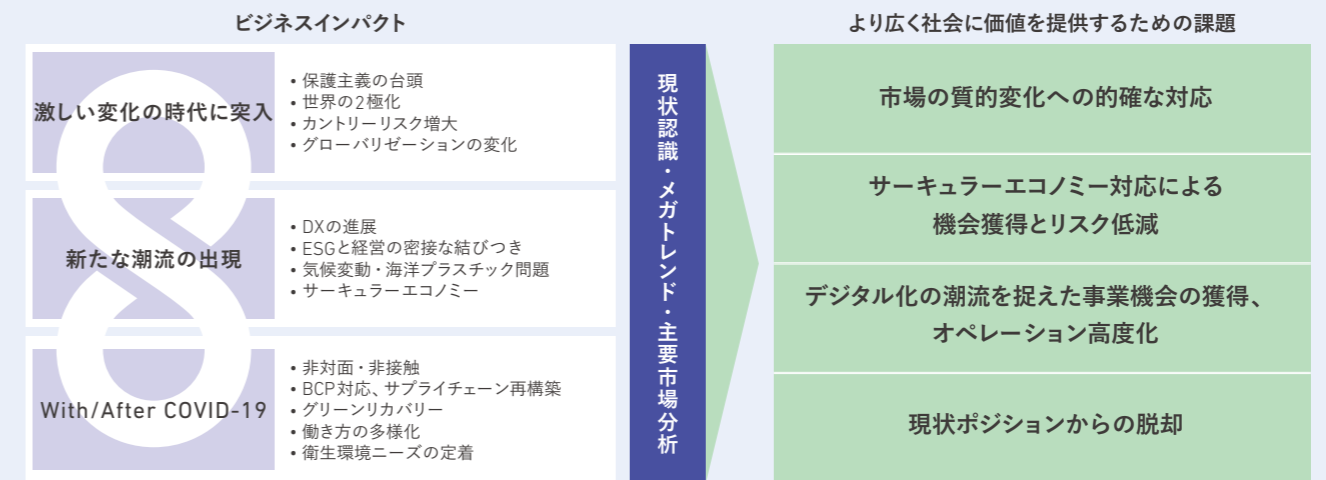 ビジネスインパクト
激しい変化の時代に突入
• 保護主義の台頭
• 世界の2極化
• カントリーリスク増大
• グローバリゼーションの変化
新たな潮流の出現
• DXの進展
• ESGと経営の密接な結びつき
• 気候変動・海洋プラスチック問題
• サーキュラーエコノミー
With/After COVID-19
• 非対面・非接触
• BCP対応、サプライチェーン再構築
• グリーンリカバリー
• 働き方の多様化
• 衛生環境ニーズの定着
現状認識・メガトレンド・主要市場分析
より広く社会に価値を提供するための課題
市場の質的変化への的確な対応
サーキュラーエコノミー対応による
機会獲得とリスク低減
デジタル化の潮流を捉えた事業機会の獲得、
オペレーション高度化
現状ポジションからの脱却